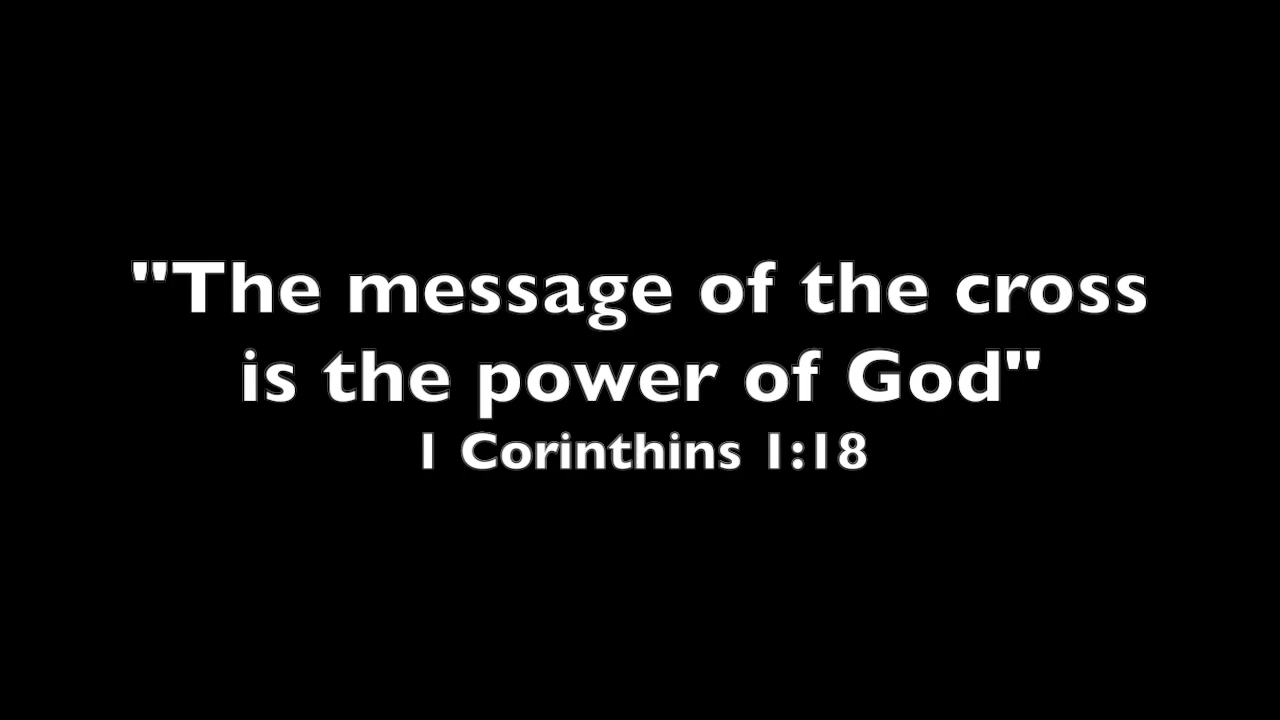 "The message of the cross
is the power of God"
1 Corinthins 1:18